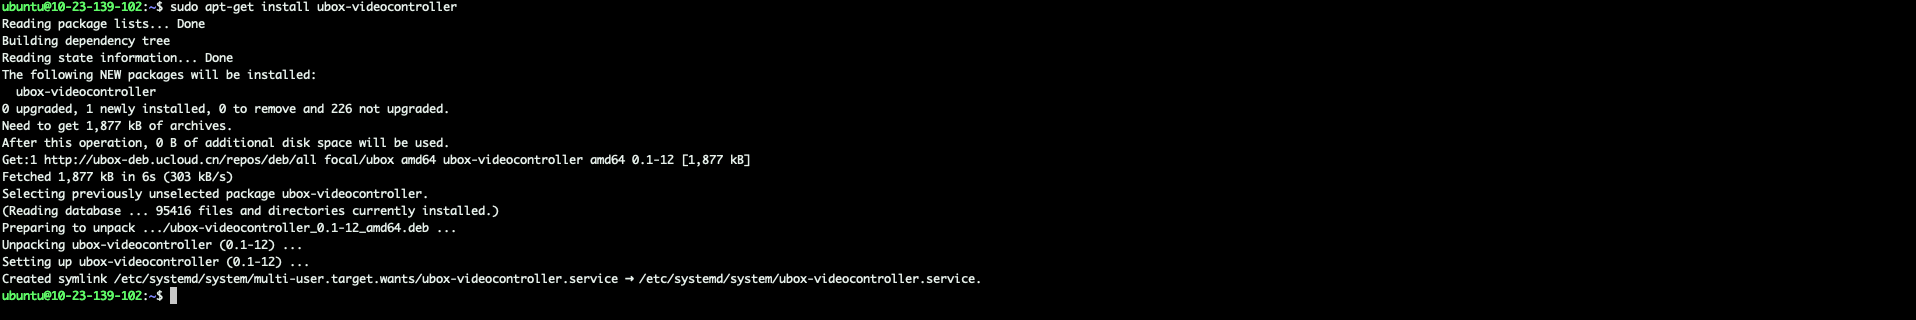 ubuntu@10-23-139-102:~$ sudo apt-get install ubox-videocontroller
Reading package lists... Done
Building dependency tree
Reading state information... Done
The following NEW packages will be installed:
  ubox-videocontroller
0 upgraded, 1 newly installed, 0 to remove and 226 not upgraded.
Need to get 1,877 kB of archives.
After this operation, 0 B of additional disk space will be used.
Get:1 http://ubox-deb.ucloud.cn/repos/deb/all focal/ubox amd64 ubox-videocontroller amd64 0.1-12 [1,877 kB]
Fetched 1,877 kB in 6s (303 kB/s)
Selecting previously unselected package ubox-videocontroller.
(Reading database ... 95416 files and directories currently installed.)
Preparing to unpack .../ubox-videocontroller_0.1-12_amd64.deb ...
Unpacking ubox-videocontroller (0.1-12) ...
Setting up ubox-videocontroller (0.1-12) ...
Created symlink /etc/systemd/system/multi-user.target.wants/ubox-videocontroller.service → /etc/systemd/system/ubox-videocontroller.service.
ubuntu@10-23-139-102:~$